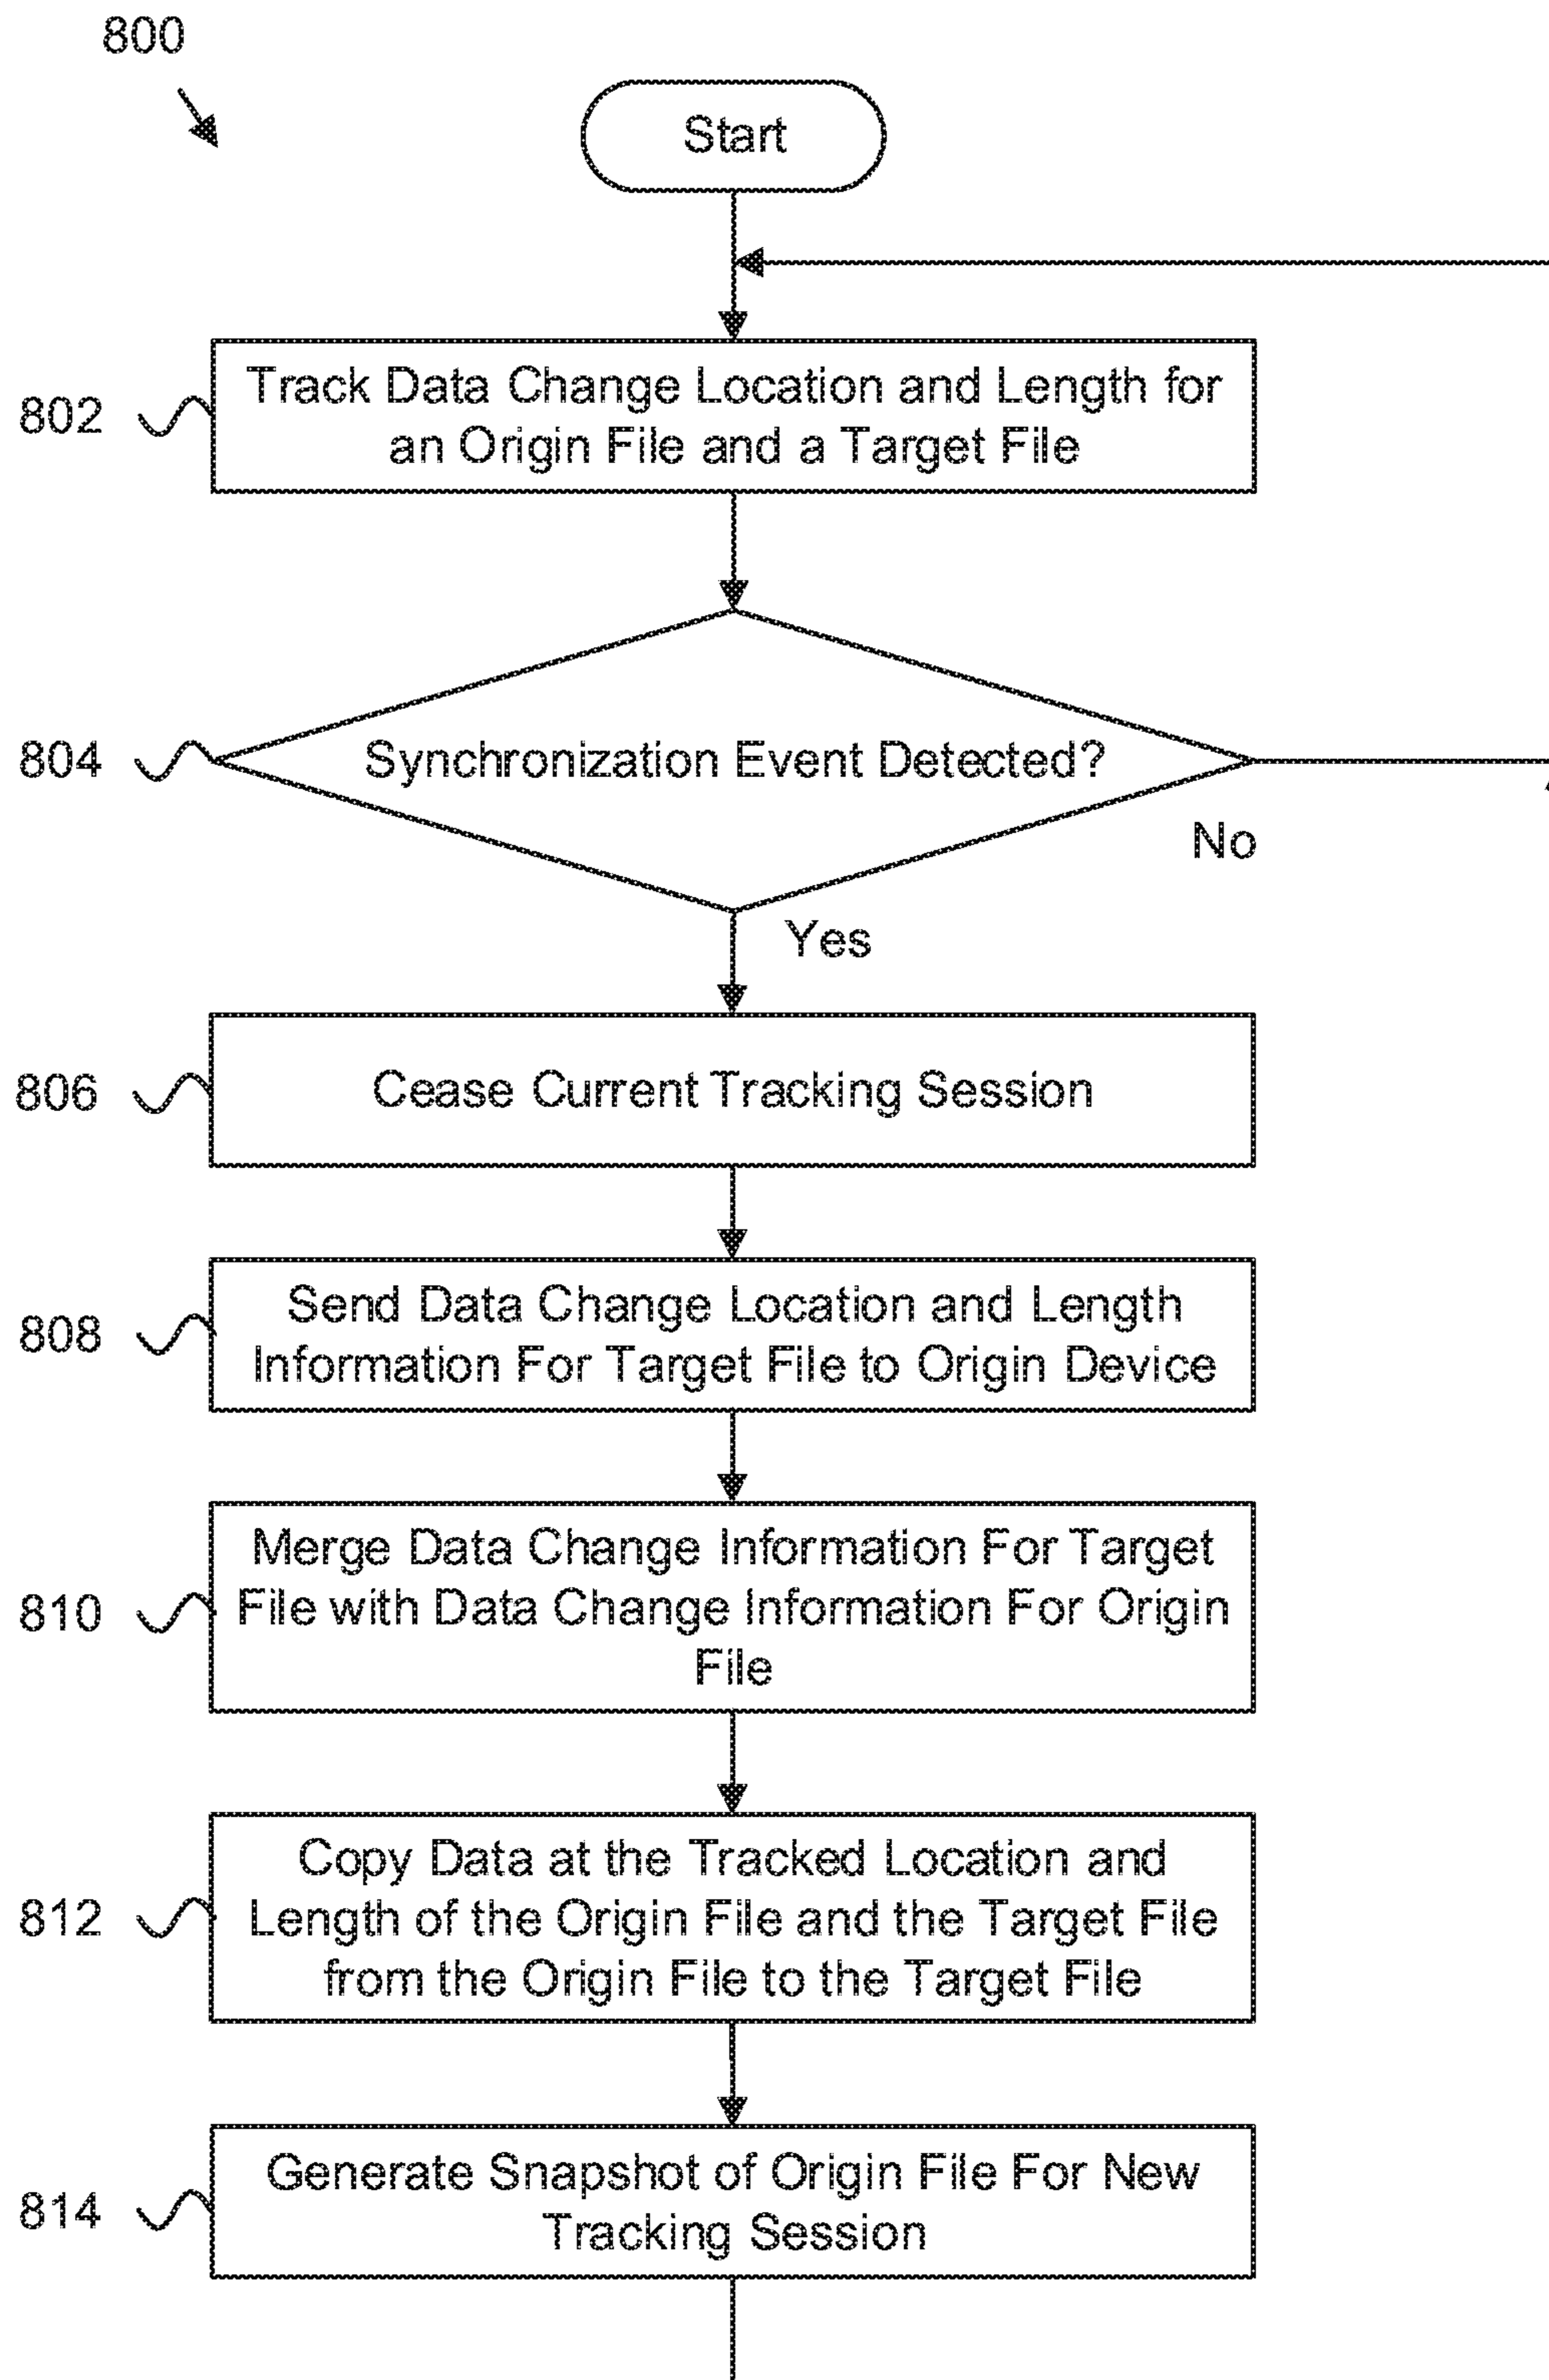 800
Start
802
Track Data Change Location and Length for
an Origin File and a Target File
804
Synchronization Event Detected?
No
Yes
806
Cease Current Tracking Session
808
Send Data Change Location and Length
Information For Target File to Origin Device
810
Merge Data Change Information For Target
File with Data Change Information For Origin
File
812
Copy Data at the Tracked Location and
Length of the Origin File and the Target File
from the Origin File to the Target File
814
Generate Snapshot of Origin File For New
Tracking Session